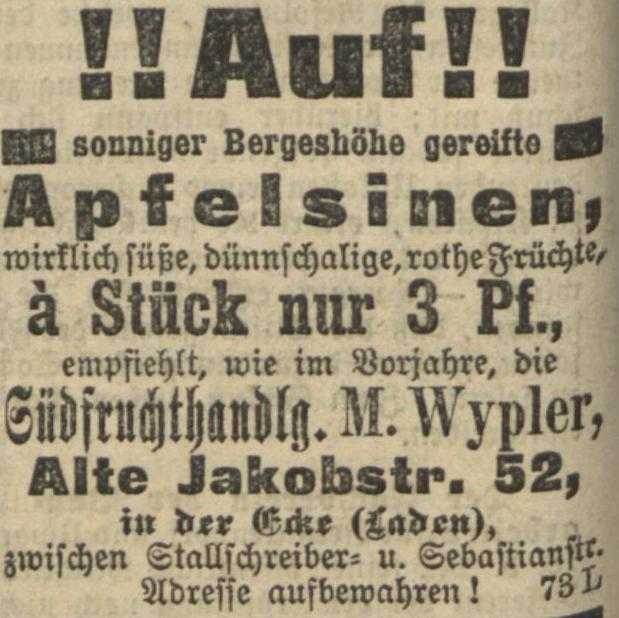 !! Auf!!
sonniger Bergeshöhe gereifte
Apfelsinen,
wirklich süße, dünnschalige, rothe Früchte,
à Stück nur 3 Pf.,
empfiehlt, wie im Vorjahre, die
Südfruchthandlg. M. Wypler,
Alte Jakobstr. 52,
in der Ecke (Laden),
zwischen Stallschreiber- u. Sebastianstr.
Adresse aufbewahren! 73L